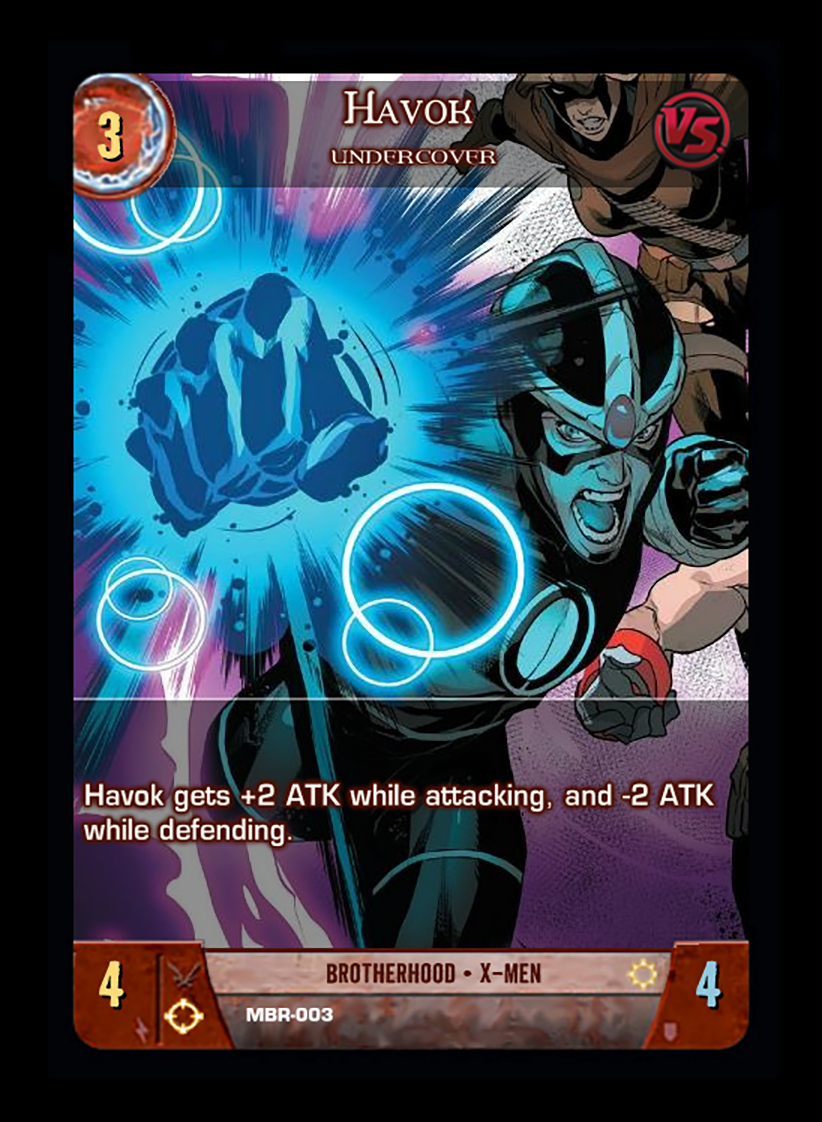 3
Havok
VS.
UNDERCOVER
Havok gets +2 ATK while attacking, and -2 ATK
while defending.
4
BROTHERHOOD • X-MEN
4
MBR-003